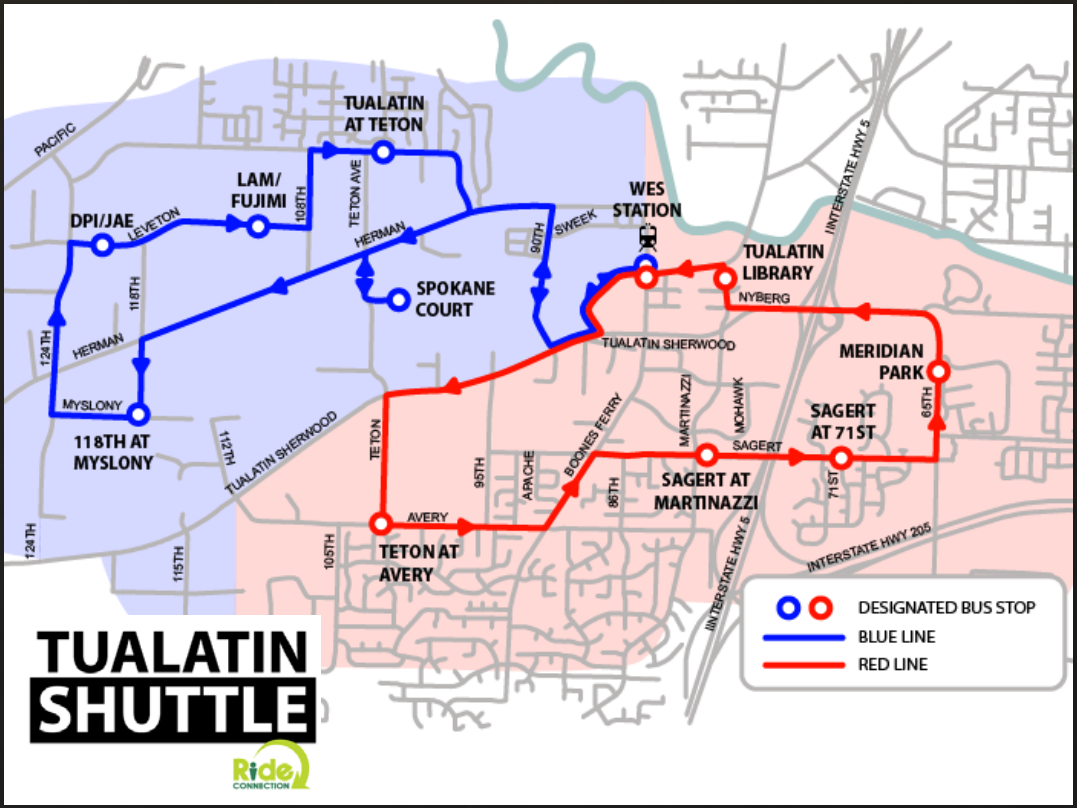 TUALATIN
AT TETON
PACIFIC
LAM/
FUJIMI
108TH
TETON AVE
WES
STATION
INTERSTATE HWY 5
DPI/JAE
LEVETON
HERMAN
90TH
SWEEK
TUALATIN
LIBRARY
118TH
SPOKANE
COURT
NYBERG
124TH
HERMAN
TUALATIN SHERWOOD
MERIDIAN
PARK
MYSLONY
118TH AT
MYSLONY
112TH
TUALATIN SHERWOOD
TETON
95TH
APACHE
BOONES FERRY
MARTINAZZI
MOHAWK
SAGERT
AT 71ST
65TH
SAGERT
SAGERT AT
MARTINAZZI
86TH
71ST
AVERY
TETON AT
AVERY
124TH
115TH
105TH
IINTERSTATE HWY 5
INTERSTATE HWY 205
DESIGNATED BUS STOP
BLUE LINE
RED LINE
TUALATIN
SHUTTLE
Ride
CONNECTION